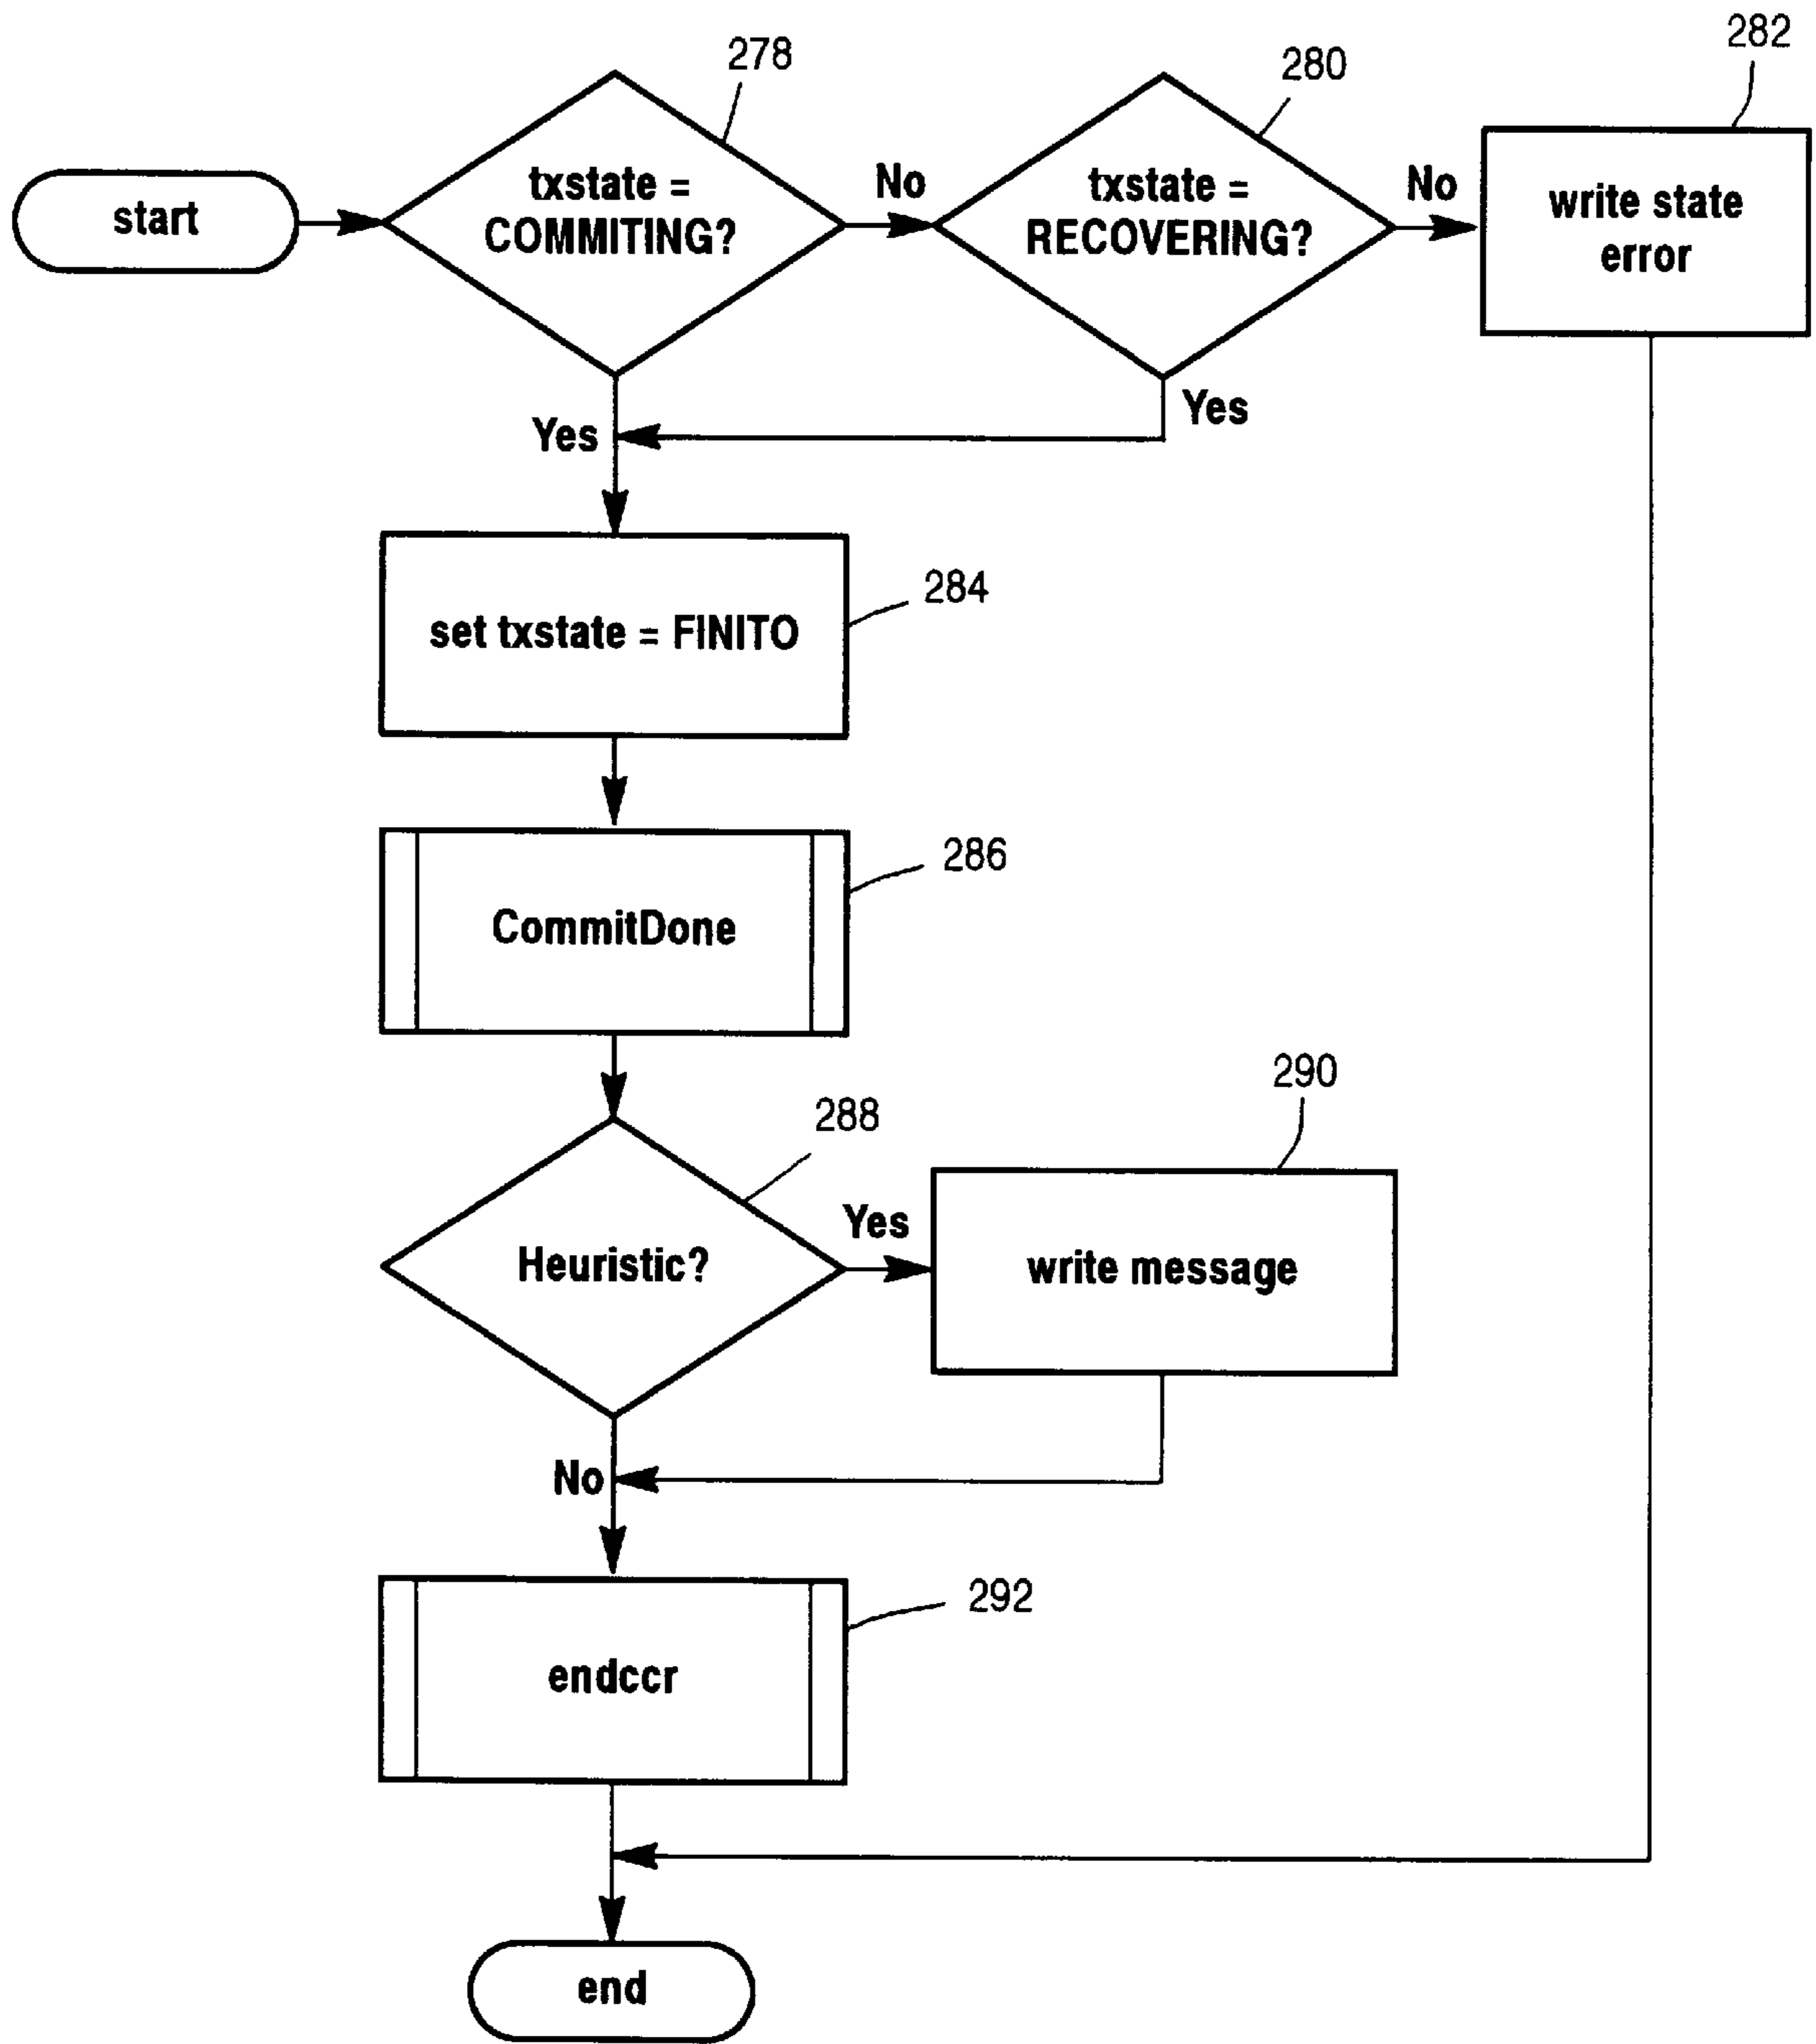 278
280
282
start
txstate =
COMMITING?
No
txstate =
RECOVERING?
No
write state
error
Yes
Yes
284
set txstate = FINITO
286
CommitDone
288
290
Heuristic?
Yes
write message
No
292
endccr
end